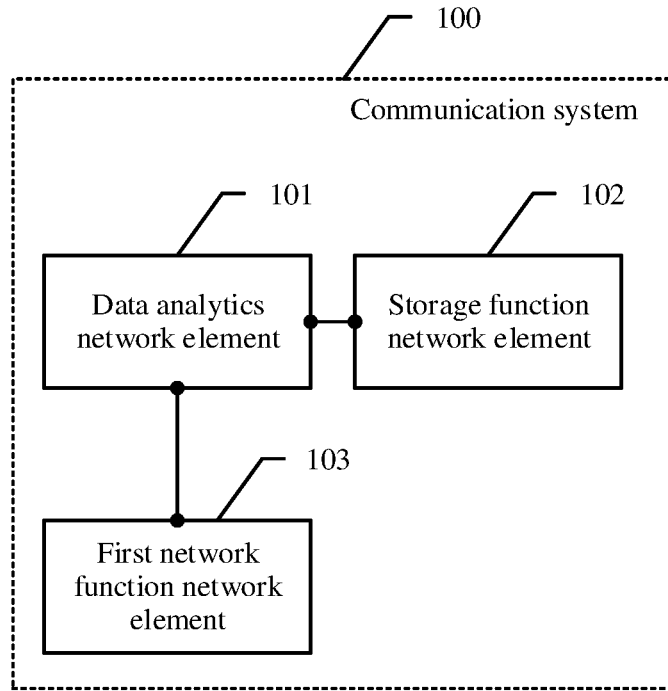 100
Communication system
101
102
Data analytics
network element
Storage function
network element
103
First network
function network
element